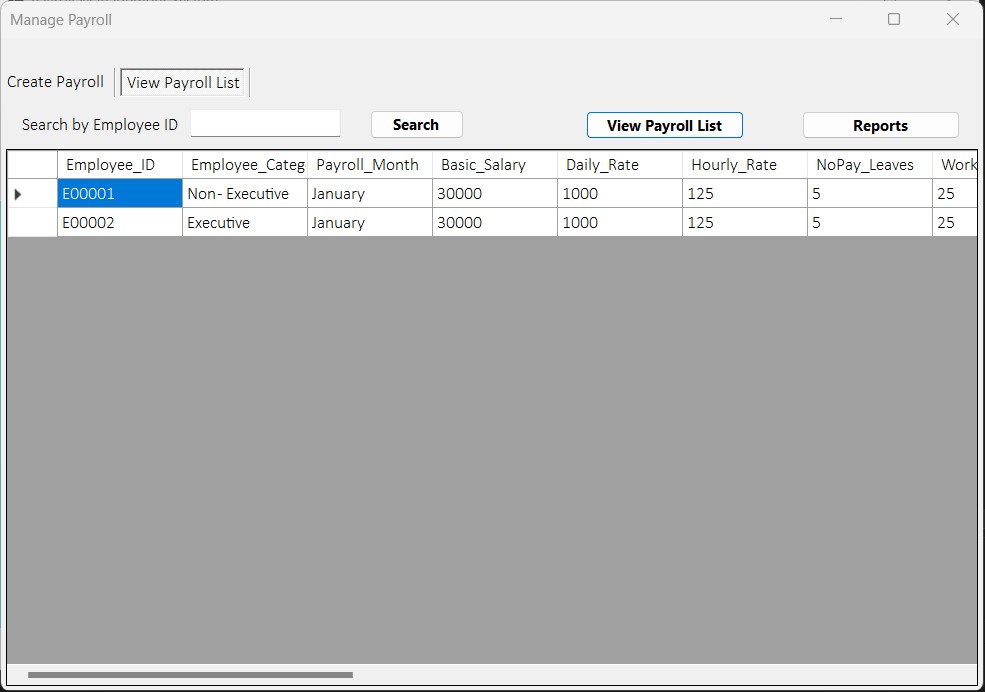 Manage Payroll
Create Payroll View Payroll List
Search by Employee ID Search View Payroll List Reports
Employee_ID Employee_Categ Payroll_Month Basic_Salary Daily_Rate Hourly_Rate NoPay_Leaves Work
E00001 Non- Executive January 30000 1000 125 5 25
E00002 Executive January 30000 1000 125 5 25